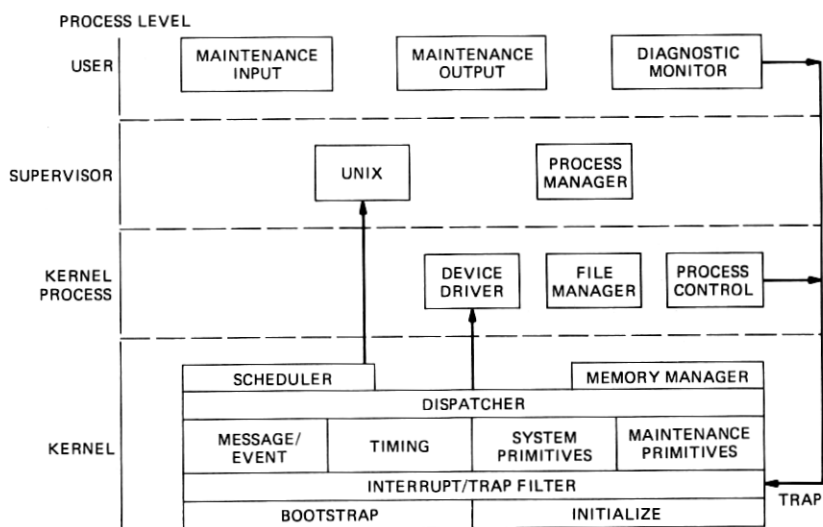 PROCESS LEVEL
USER
MAINTENANCE
INPUT
MAINTENANCE
OUTPUT
DIAGNOSTIC
MONITOR
SUPERVISOR
UNIX
PROCESS
MANAGER
KERNEL
PROCESS
DEVICE
DRIVER
FILE
MANAGER
PROCESS
CONTROL
KERNEL
SCHEDULER
MEMORY MANAGER
DISPATCHER
MESSAGE/
EVENT
TIMING
SYSTEM
PRIMITIVES
MAINTENANCE
PRIMITIVES
INTERRUPT/TRAP FILTER
TRAP
BOOTSTRAP
INITIALIZE